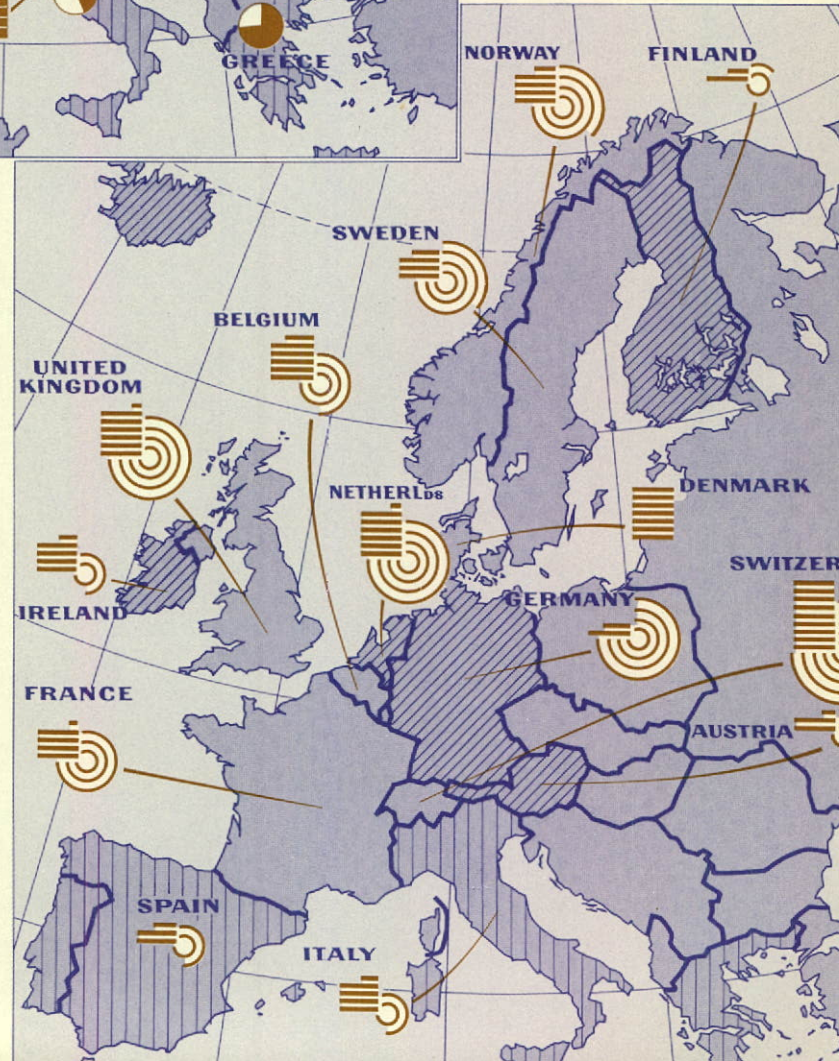 GREECE
NORWAY
FINLAND
SWEDEN
BELGIUM
UNITED
KINGDOM
NETHERLDS
DENMARK
SWITZER
IRELAND
GERMANY
FRANCE
AUSTRIA
SPAIN
ITALY